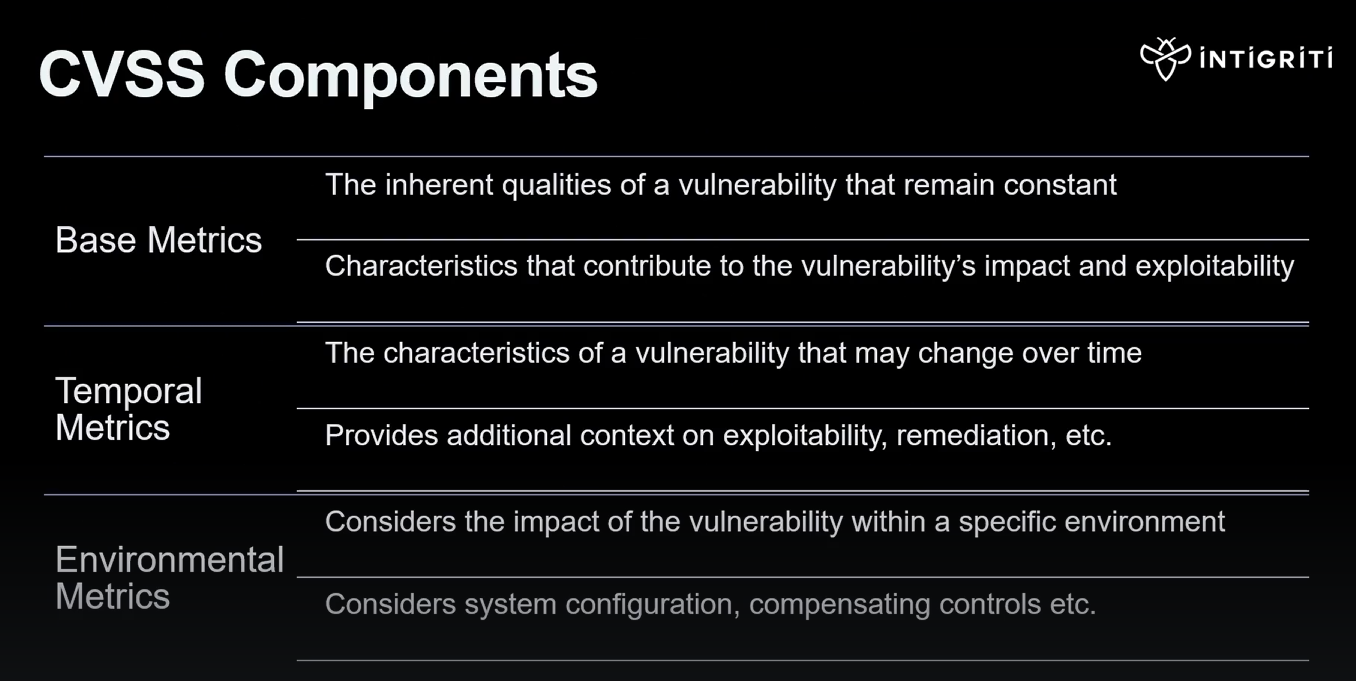 CVSS Components
INTIGRITI
The inherent qualities of a vulnerability that remain constant
Base Metrics
Characteristics that contribute to the vulnerability’s impact and exploitability
The characteristics of a vulnerability that may change over time
Temporal
Metrics
Provides additional context on exploitability, remediation, etc.
Considers the impact of the vulnerability within a specific environment
Environmental
Metrics
Considers system configuration, compensating controls etc.